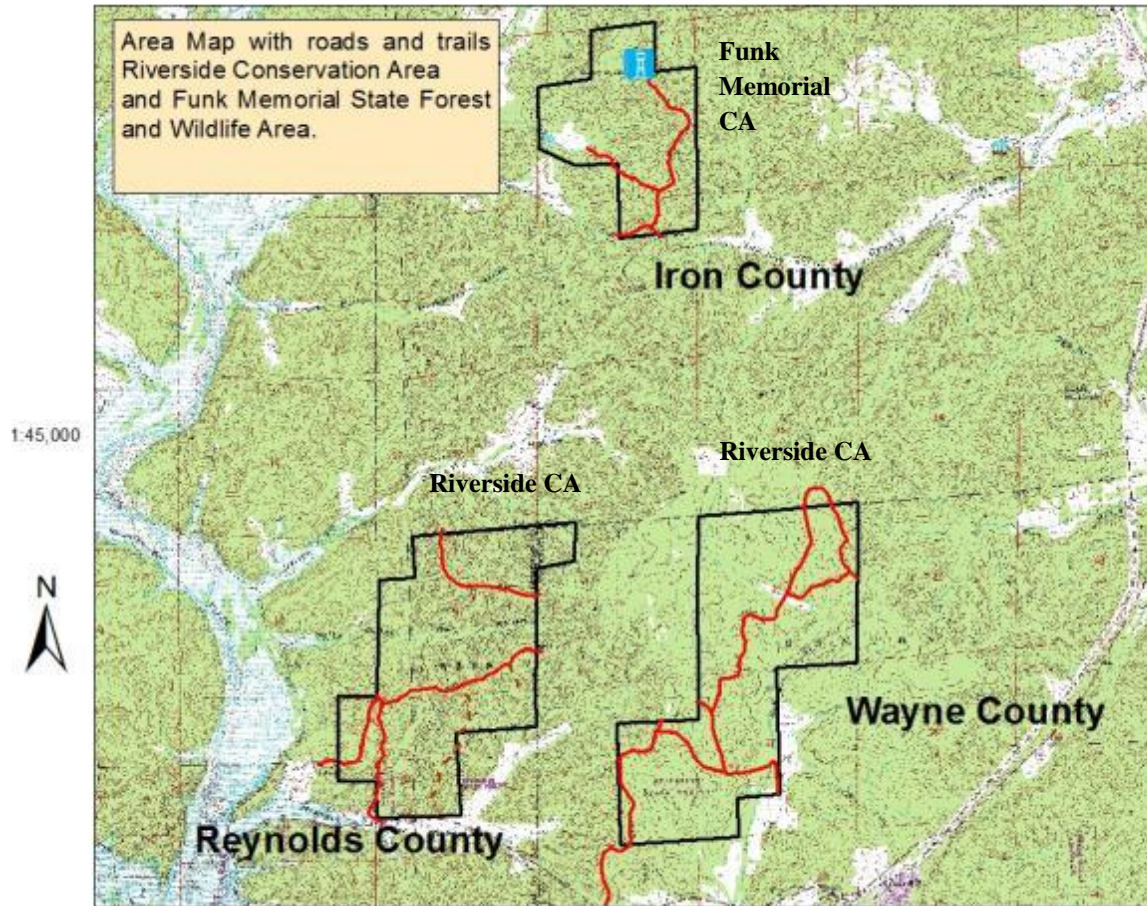 Area Map with roads and trails
Riverside Conservation Area
and Funk Memorial State Forest
and Wildlife Area.
Funk
Memorial
CA
Iron County
1:45,000
Riverside CA
Riverside CA
N
Wayne County
Reynolds County